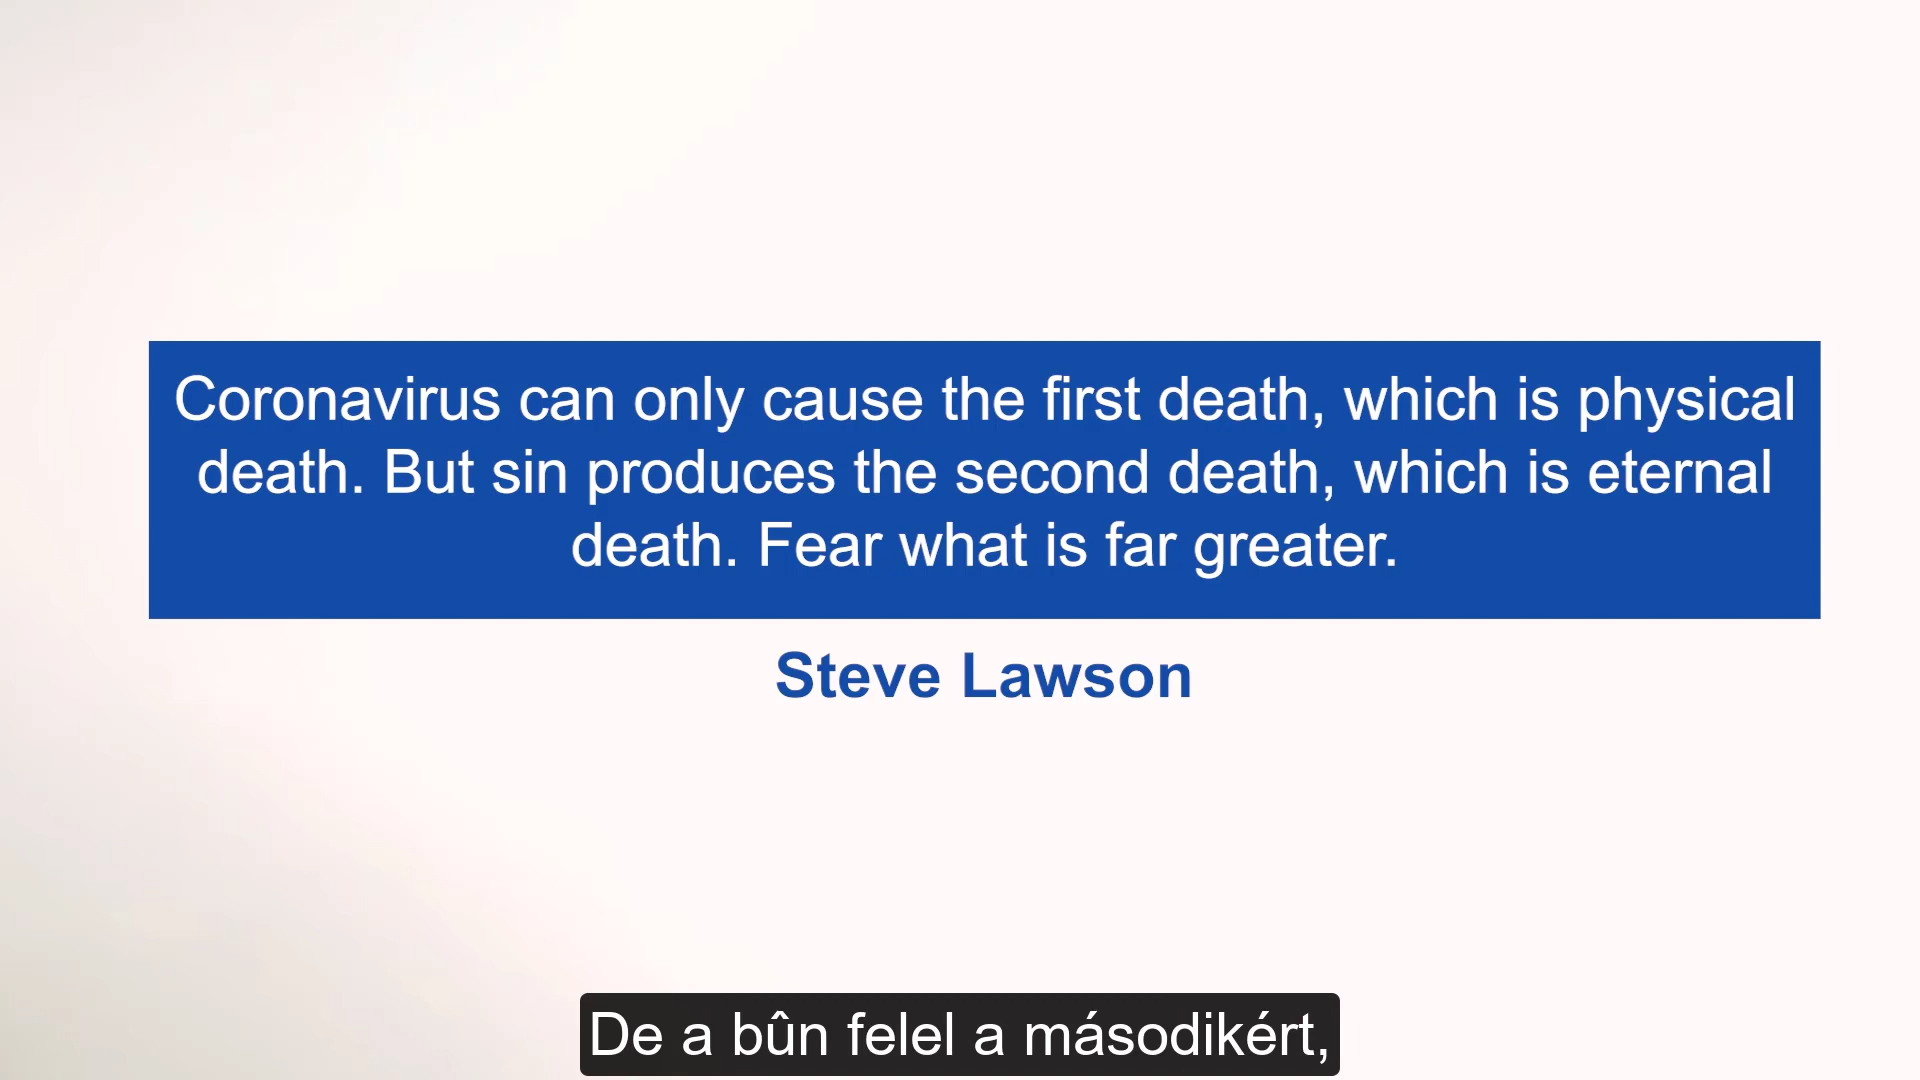 Coronavirus can only cause the first death, which is physical
death. But sin produces the second death, which is eternal
death. Fear what is far greater.
Steve Lawson
De a bûn felel a másodikért,